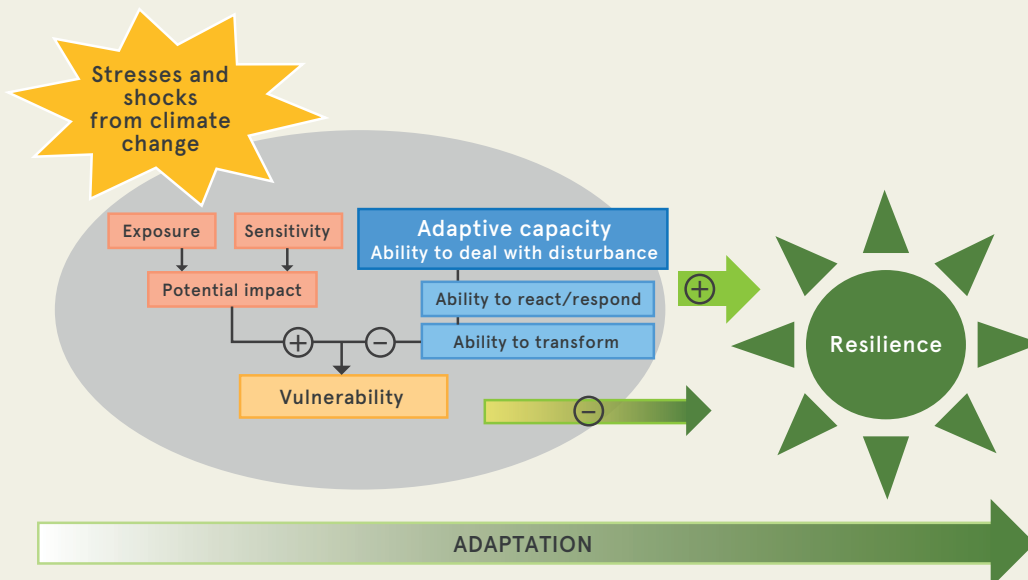 Stresses and
shocks
from climate
change
Exposure
Sensitivity
Adaptive capacity
Ability to deal with disturbance
Potential impact
Ability to react/respond
+
+
−
Ability to transform
Resilience
Vulnerability
−
ADAPTATION